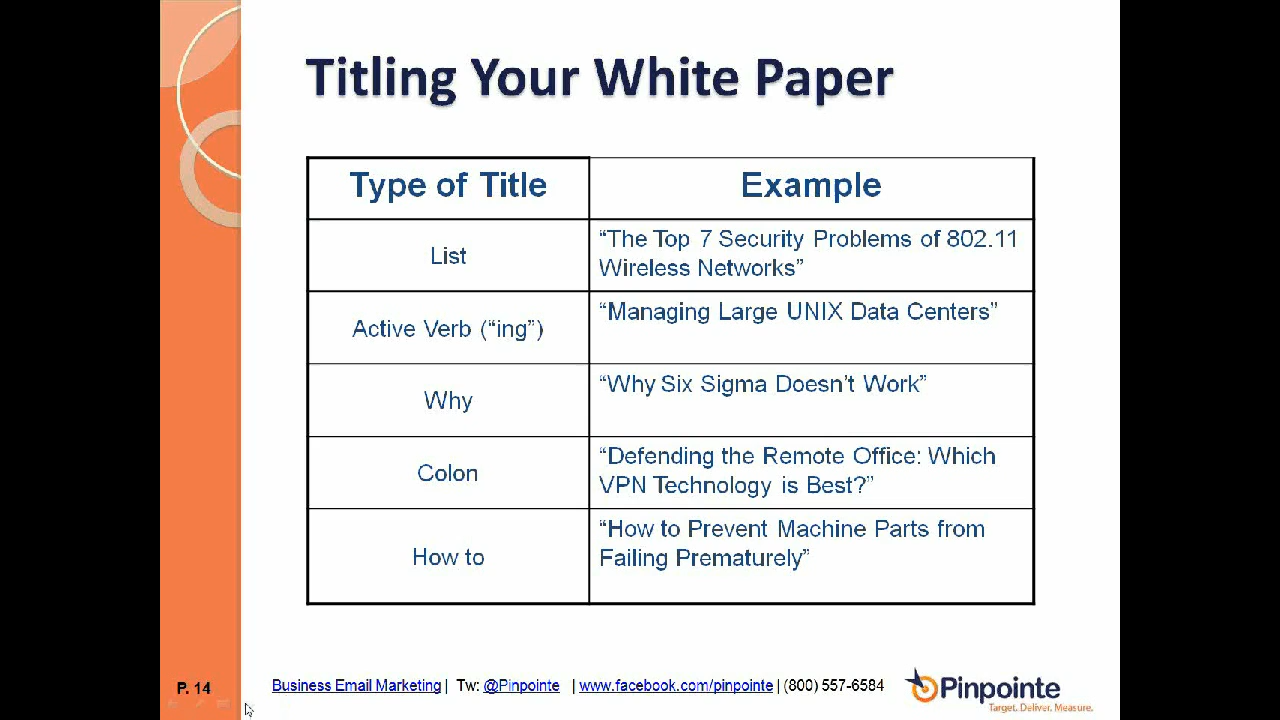 Titling Your White Paper
Type of Title
Example
List
“The Top 7 Security Problems of 802.11
Wireless Networks”
Active Verb (“ing”)
“Managing Large UNIX Data Centers”
Why
“Why Six Sigma Doesn’t Work”
Colon
“Defending the Remote Office: Which
VPN Technology is Best?”
How to
“How to Prevent Machine Parts from
Failing Prematurely”
P. 14
Business Email Marketing | Tw: @Pinpointe | www.facebook.com/pinpointe | (800) 557-6584
Pinpointe
Target. Deliver. Measure.